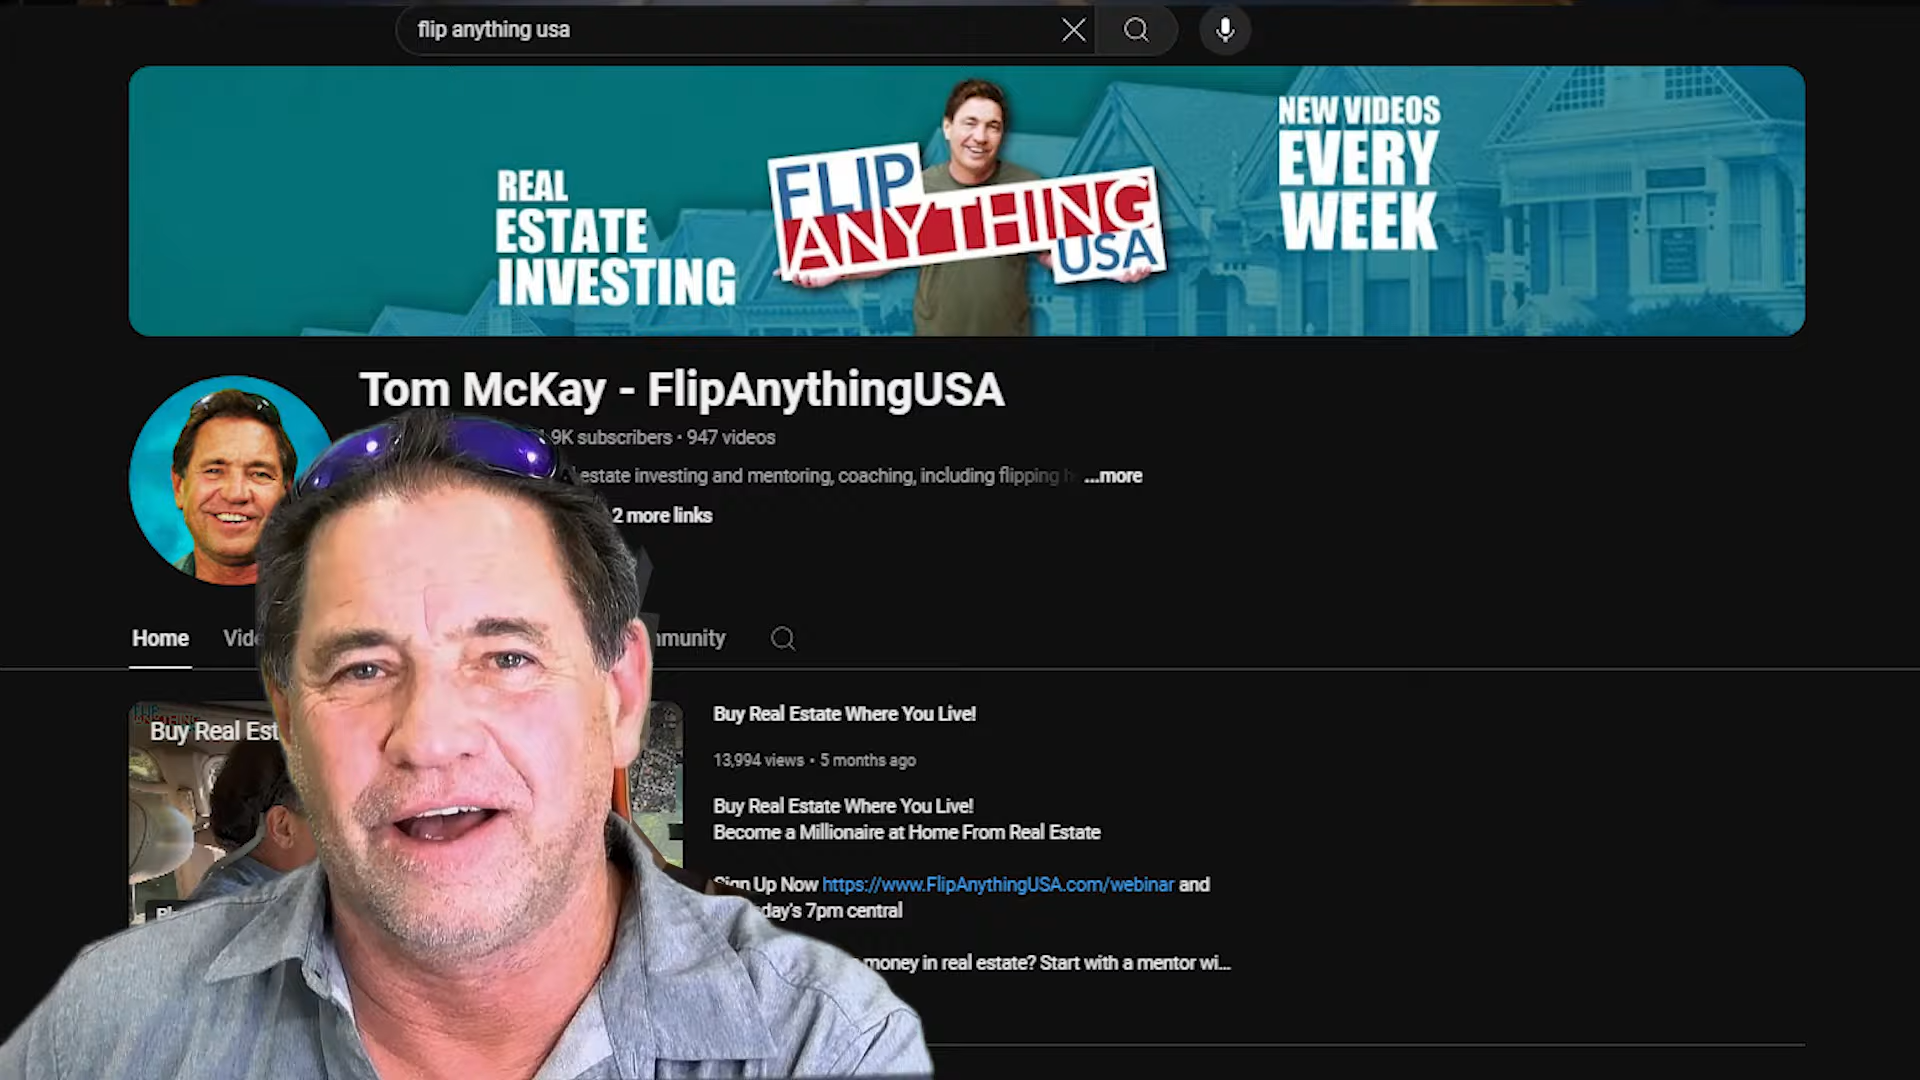 flip anything usa
REAL
ESTATE
INVESTING
FLIP
ANYTHING
USA
NEW VIDEOS
EVERY
WEEK
Tom McKay - FlipAnythingUSA
.9K subscribers • 947 videos
estate investing and mentoring, coaching, including flipping ...more
2 more links
Home
Buy Real Est
Buy Real Estate Where You Live!
13,994 views • 5 months ago
Buy Real Estate Where You Live!
Become a Millionaire at Home From Real Estate
Sign Up Now https://www.FlipAnythingUSA.com/webinar and
day's 7pm central
money in real estate? Start with a mentor wi...